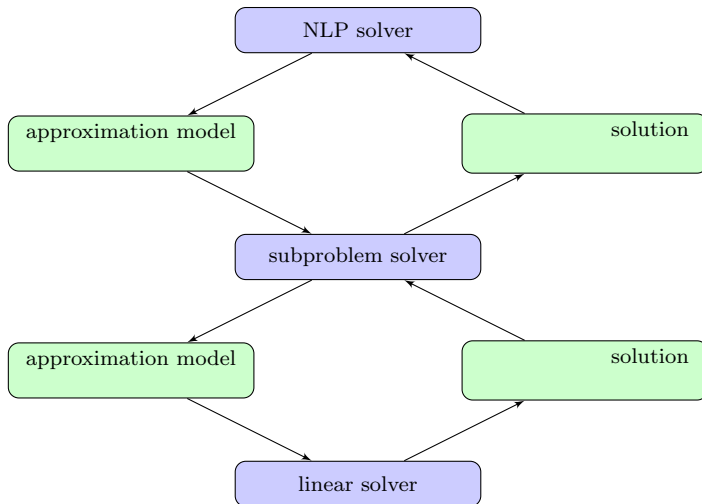 NLP solver
approximation model
solution
subproblem solver
approximation model
solution
linear solver